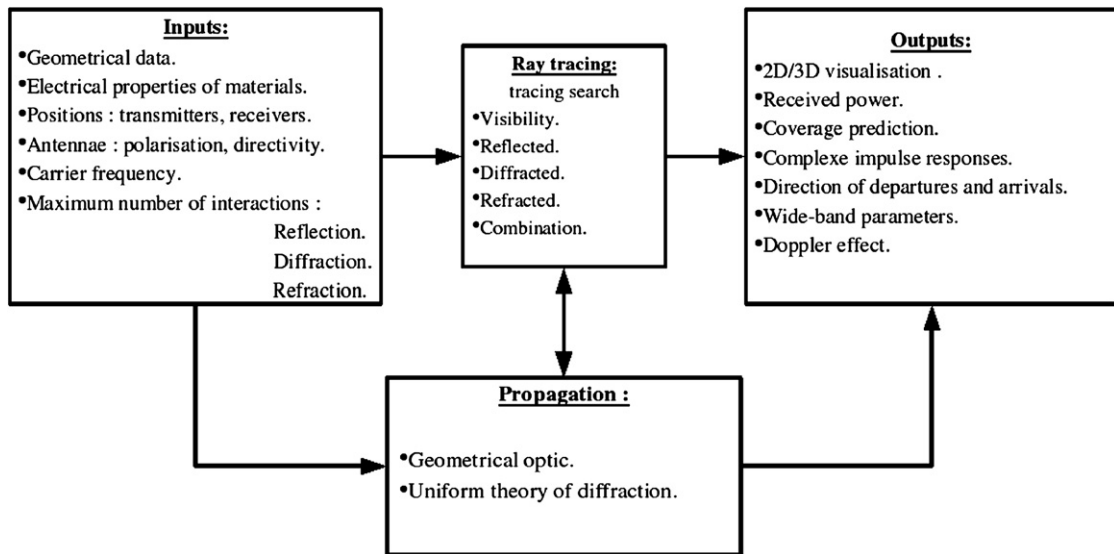 Inputs:
•Geometrical data.
•Electrical properties of materials.
•Positions : transmitters, receivers.
•Antennae : polarisation, directivity.
•Carrier frequency.
•Maximum number of interactions :
Reflection.
Diffraction.
Refraction.
Ray tracing:
tracing search
•Visibility.
•Reflected.
•Diffracted.
•Refracted.
•Combination.
Outputs:
•2D/3D visualisation .
•Received power.
•Coverage prediction.
•Complexe impulse responses.
•Direction of departures and arrivals.
•Wide-band parameters.
•Doppler effect.
Propagation :
•Geometrical optic.
•Uniform theory of diffraction.